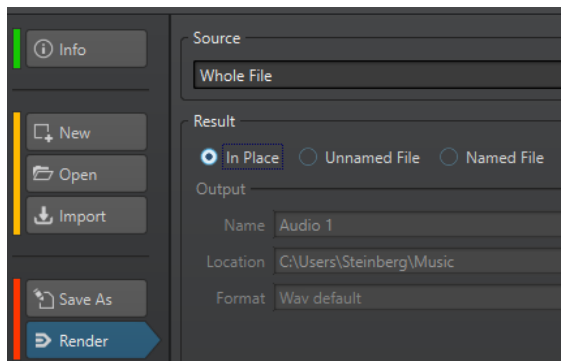 Info
New
Open
Import
Save As
Render
Source
Whole File
Result
In Place
Unnamed File
Named File
Output
Name Audio 1
Location C:\Users\Steinberg\Music
Format Wav default